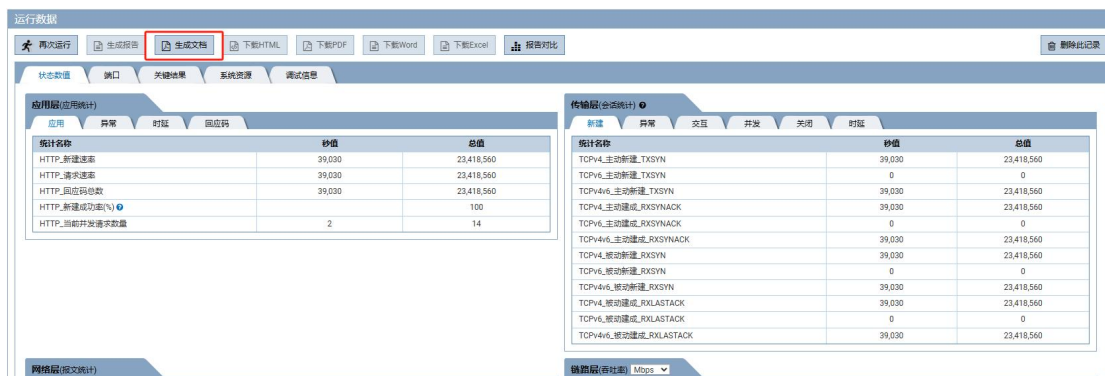 运行数据
再次运行 生成报告 生成文档 下载HTML 下载PDF 下载Word 下载Excel 报告对比 删除此记录
状态数值 端口 关键结果 系统资源 调试信息
应用层(应用统计)
应用 异常 时延 回应码
统计名称 秒值 总值
HTTP_新建速率 39,030 23,418,560
HTTP_请求速率 39,030 23,418,560
HTTP_回应码总数 39,030 23,418,560
HTTP_新建成功率(%) 100
HTTP_当前并发请求数量 2 14
传输层(会话统计)
新建 异常 交互 并发 关闭 时延
统计名称 秒值 总值
TCPv4_主动新建_TXSYN 39,030 23,418,560
TCPv6_主动新建_TXSYN 0 0
TCPv4v6_主动新建_TXSYN 39,030 23,418,560
TCPv4_主动建成_RXSYNACK 39,030 23,418,560
TCPv6_主动建成_RXSYNACK 0 0
TCPv4v6_主动建成_RXSYNACK 39,030 23,418,560
TCPv4_被动新建_RXSYN 39,030 23,418,560
TCPv6_被动新建_RXSYN 0 0
TCPv4v6_被动新建_RXSYN 39,030 23,418,560
TCPv4_被动建成_RXLASTACK 39,030 23,418,560
TCPv6_被动建成_RXLASTACK 0 0
TCPv4v6_被动建成_RXLASTACK 39,030 23,418,560
网络层(报文统计)
链路层(吞吐率) Mbps